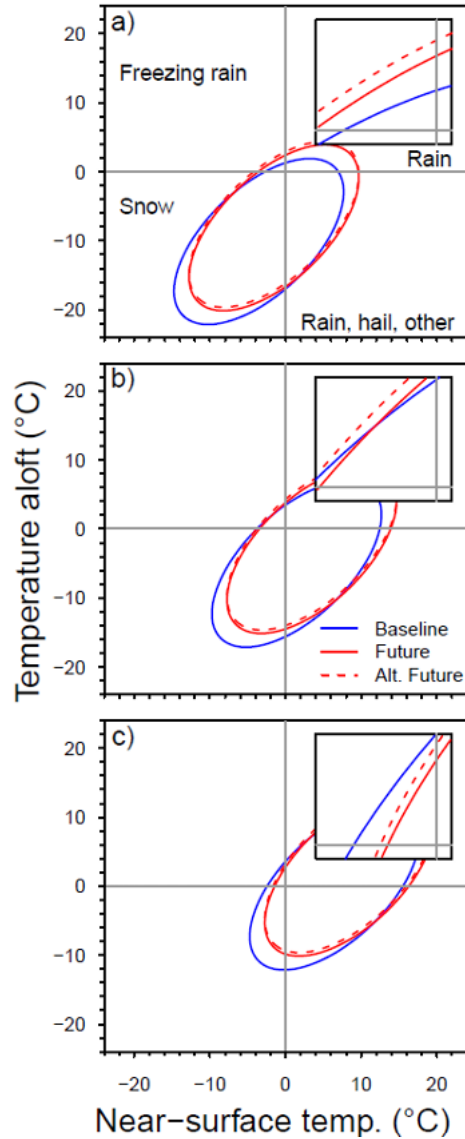 a)
Freezing rain
Rain
Snow
Rain, hail, other
20
10
0
−10
−20
b)
20
10
0
−10
−20
Baseline
Future
Alt. Future
c)
20
10
0
−10
−20
−20 −10 0 10 20
Temperature aloft (°C)
Near−surface temp. (°C)